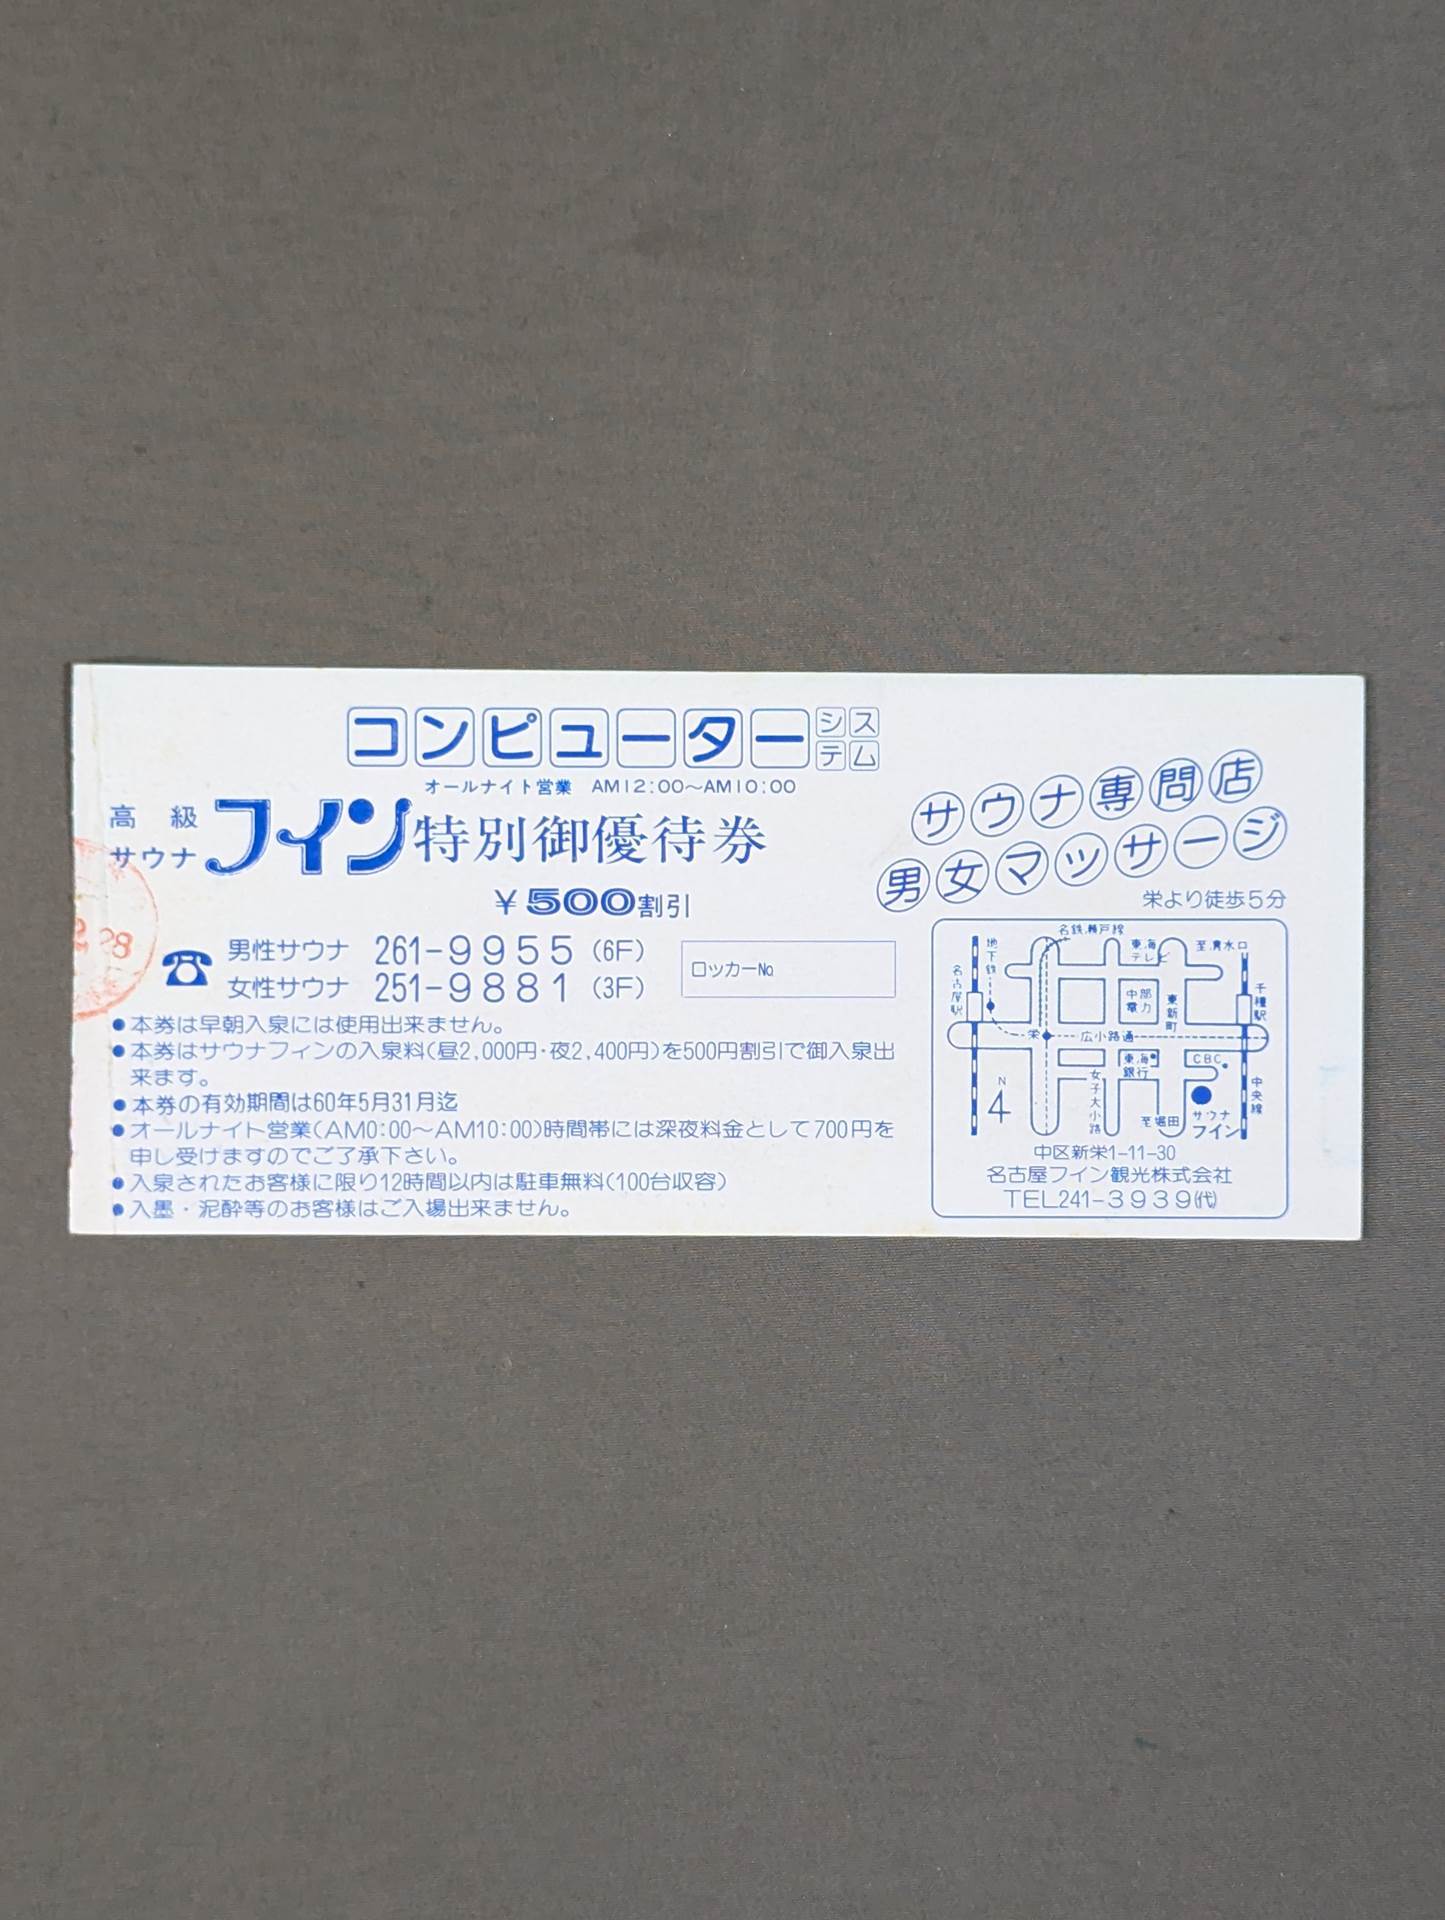 コンピューターシステム
オールナイト営業 AM12:00〜AM10:00
高級サウナ フイン 特別御優待券
￥500割引
男性サウナ 261-9955 (6F)
女性サウナ 251-9881 (3F)
ロッカーNo
●本券は早朝入泉には使用出来ません。
●本券はサウナフインの入泉料(昼2,000円・夜2,400円)を500円割引で御入泉出
来ます。
●本券の有効期間は60年5月31月迄
●オールナイト営業(AM0:00〜AM10:00)時間帯には深夜料金として700円を
申し受けますのでご了承下さい。
●入泉されたお客様に限り12時間以内は駐車無料(100台収容)
●入墨・泥酔等のお客様はご入場出来ません。
サウナ専問店
男女マッサージ
栄より徒歩5分
名鉄瀬戸線
地下鉄
東海テレビ
至清水口
名古屋駅
中部電力
東新町
千種駅
栄
広小路通
東海銀行
CBC
女子大小路
中央線
N
至堀田
サウナフイン
中区新栄1-11-30
名古屋フイン観光株式会社
TEL241-3939㈹